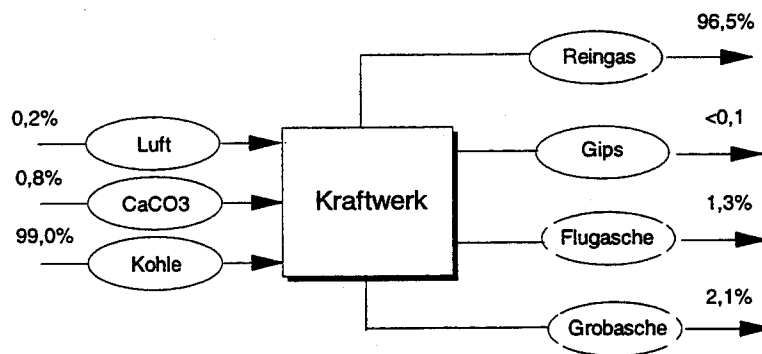 96,5%
Reingas
0,2%
Luft
<0,1
Gips
0,8%
CaCO3
Kraftwerk
1,3%
Flugasche
99,0%
Kohle
2,1%
Grobasche